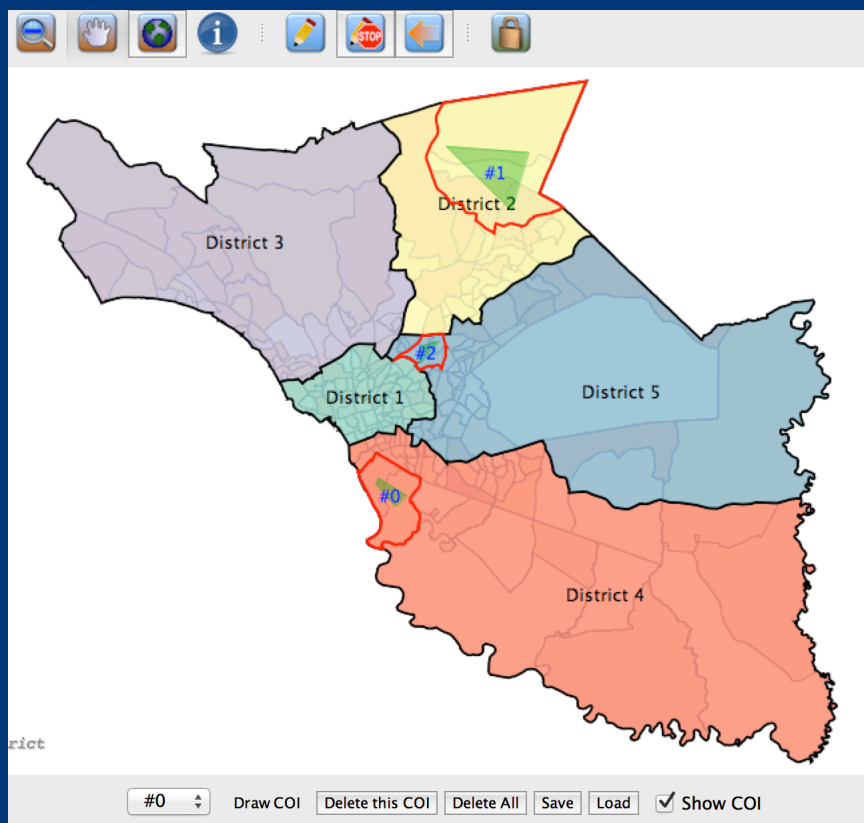 STOP
#1
District 2
District 3
#2
District 5
District 1
#0
District 4
rict
#0 Draw COI Delete this COI Delete All Save Load Show COI